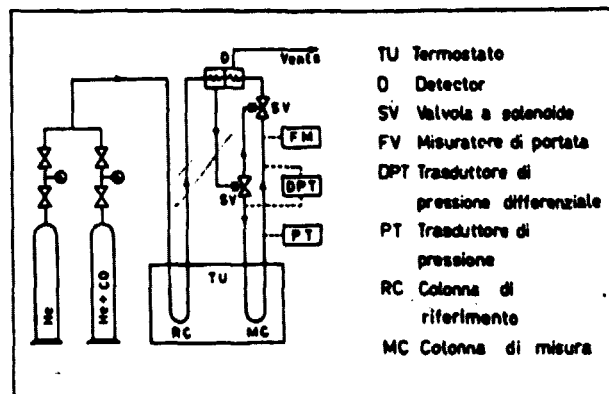 D
Vents
SV
FM
SV
DPT
PT
TU
He
He+CO
RC
MC
TU Termostato
D Detector
SV Valvola a solenoide
FV Misuratore di portata
DPT Trasduttore di
pressione differenziale
PT Trasduttore di
pressione
RC Colonna di
riferimento
MC Colonna di misura